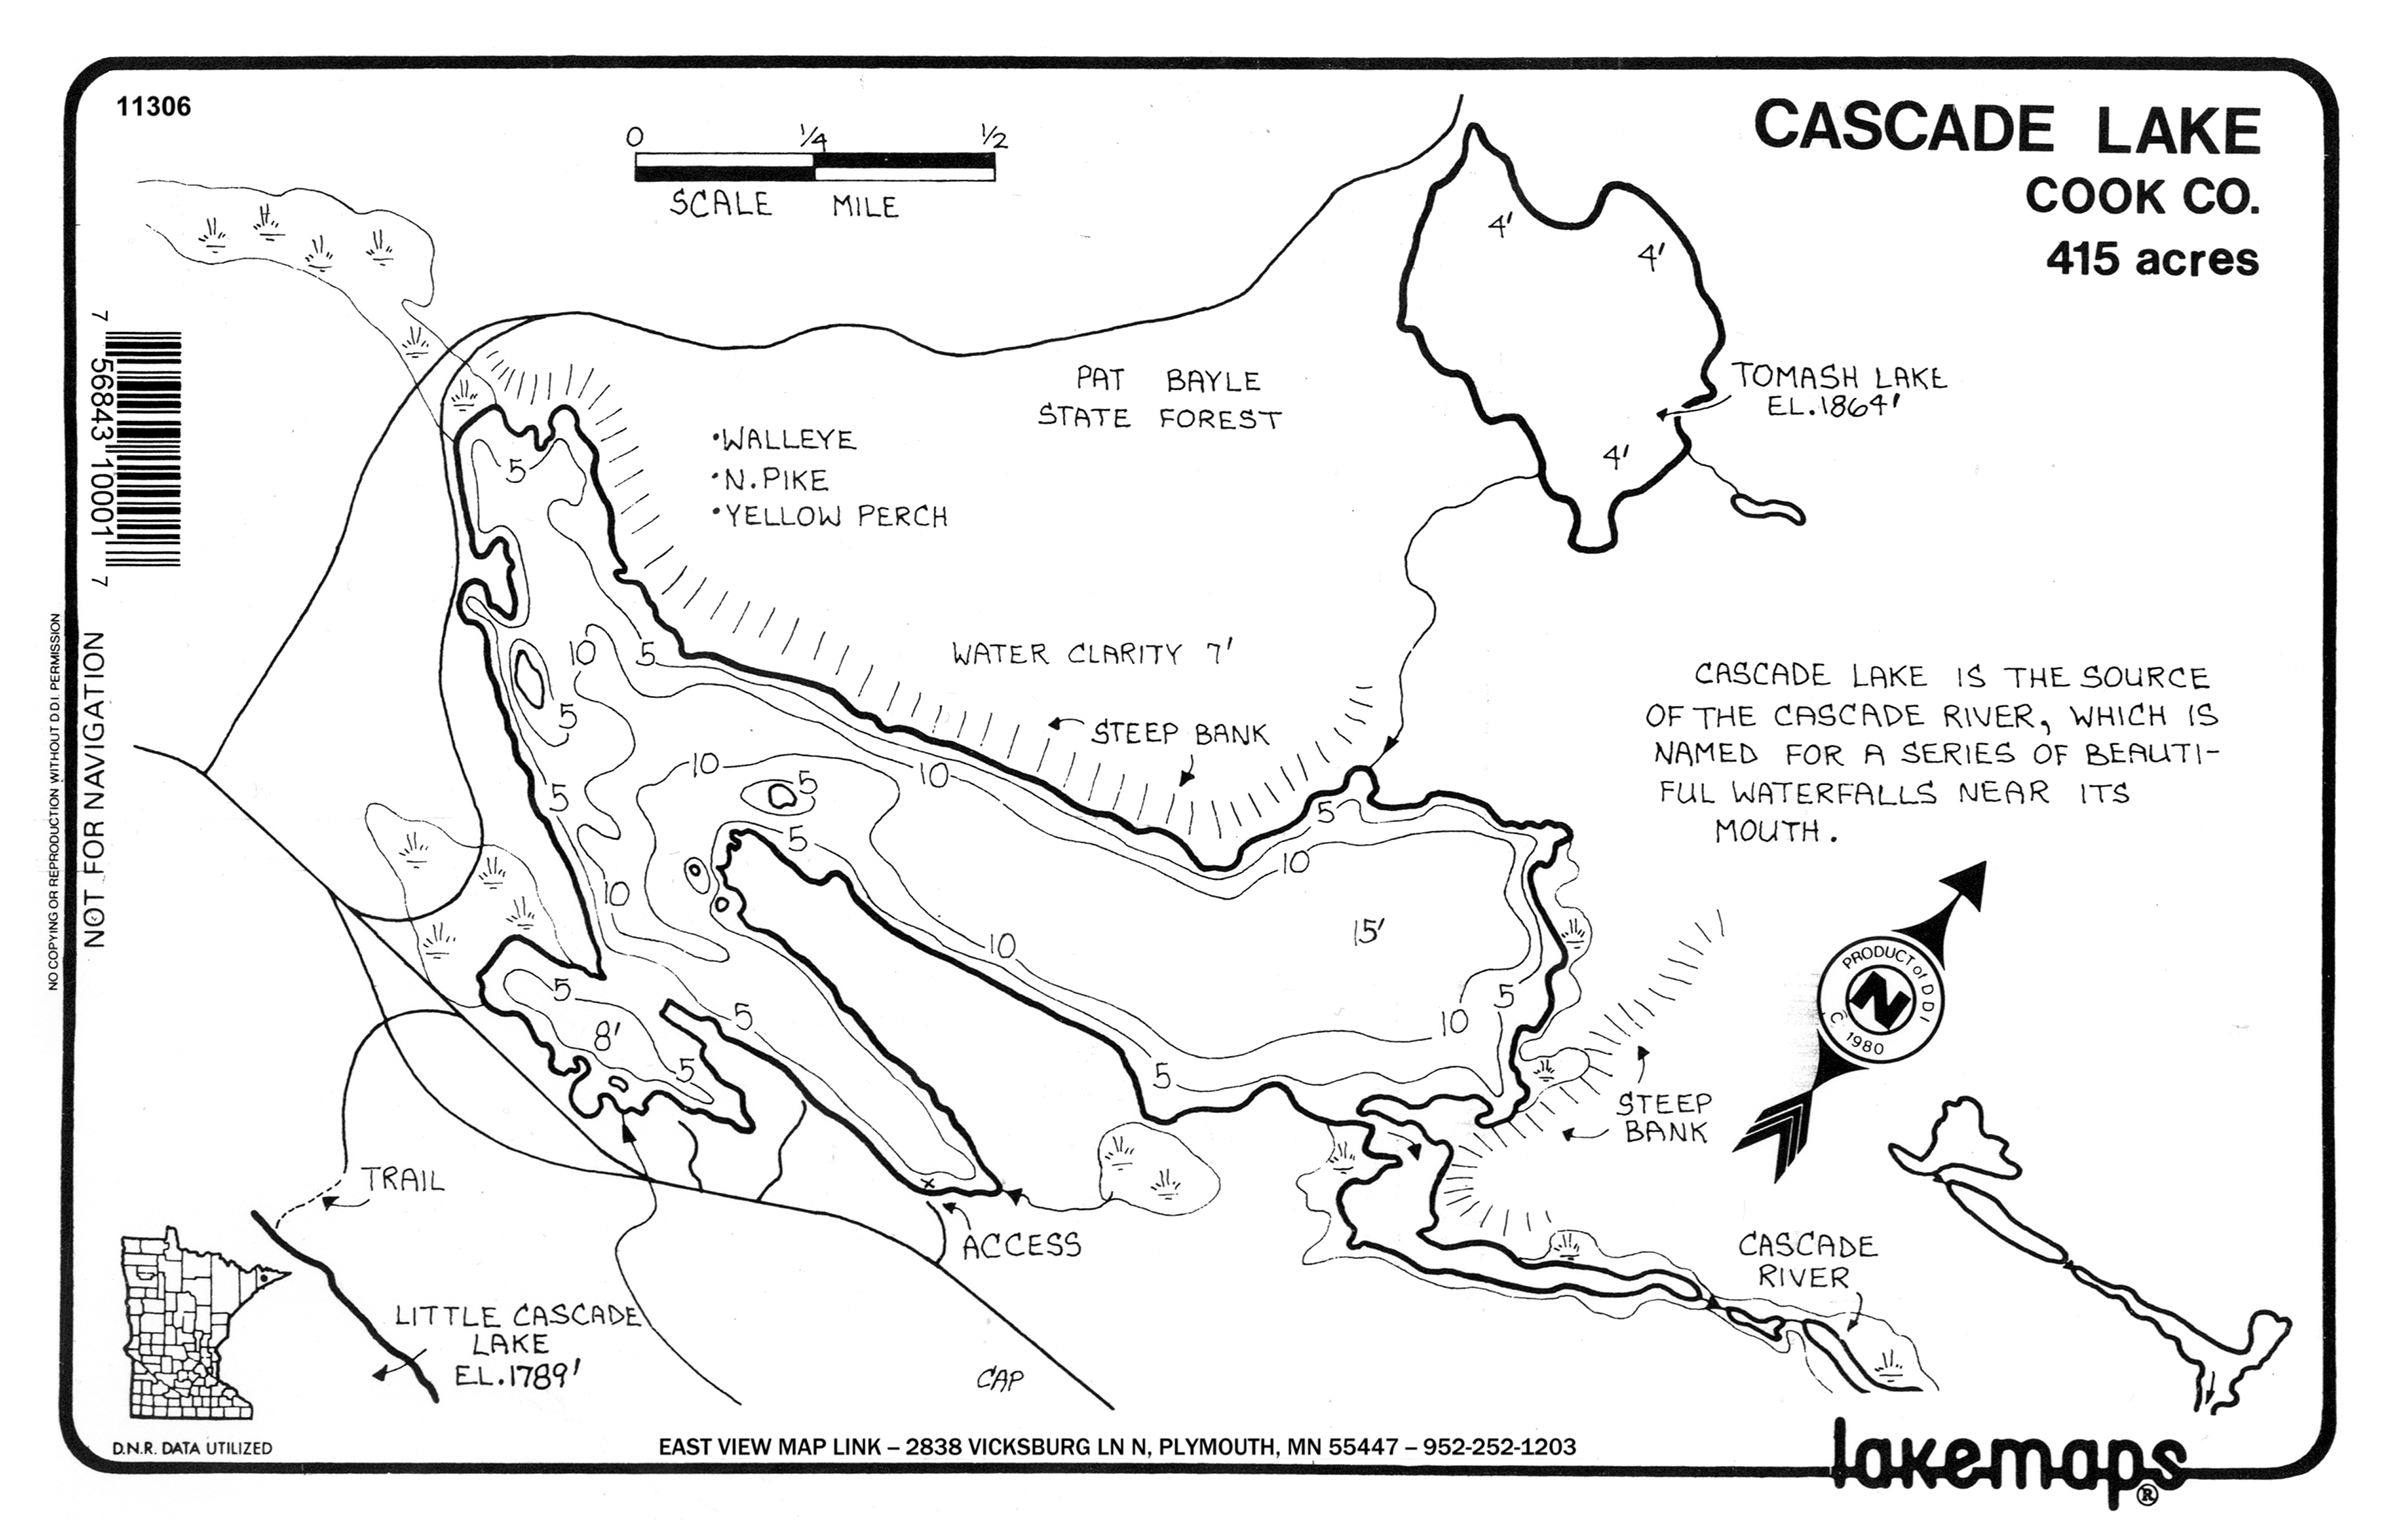 11306
CASCADE LAKE
COOK CO.
415 acres
0 1/4 1/2
SCALE MILE
4'
4'
4'
TOMASH LAKE
EL.1864'
PAT BAYLE
STATE FOREST
•WALLEYE
•N.PIKE
•YELLOW PERCH
5
7 56843 10001 7
NO COPYING OR REPRODUCTION WITHOUT D.D.I. PERMISSION
NOT FOR NAVIGATION
WATER CLARITY 7'
10
5
5
STEEP BANK
CASCADE LAKE IS THE SOURCE
OF THE CASCADE RIVER, WHICH IS
NAMED FOR A SERIES OF BEAUTI-
FUL WATERFALLS NEAR ITS
MOUTH.
10
10
5
5
5
5
10
10
15'
10
5
5
10
5
8'
5
5
PRODUCT of DDI
N
C 1980
STEEP
BANK
TRAIL
ACCESS
CASCADE
RIVER
LITTLE CASCADE
LAKE
EL.1789'
CAP
D.N.R. DATA UTILIZED
EAST VIEW MAP LINK – 2838 VICKSBURG LN N, PLYMOUTH, MN 55447 – 952-252-1203
lakemaps®